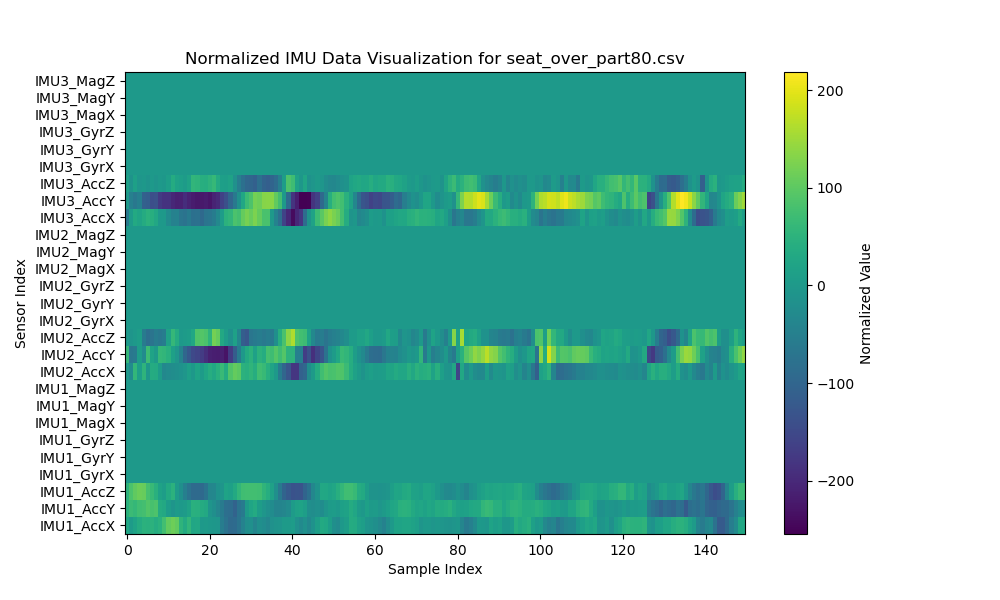 Normalized IMU Data Visualization for seat_over_part80.csv
IMU3_MagZ
IMU3_MagY
IMU3_MagX
IMU3_GyrZ
IMU3_GyrY
IMU3_GyrX
IMU3_AccZ
IMU3_AccY
IMU3_AccX
IMU2_MagZ
IMU2_MagY
IMU2_MagX
IMU2_GyrZ
IMU2_GyrY
IMU2_GyrX
IMU2_AccZ
IMU2_AccY
IMU2_AccX
IMU1_MagZ
IMU1_MagY
IMU1_MagX
IMU1_GyrZ
IMU1_GyrY
IMU1_GyrX
IMU1_AccZ
IMU1_AccY
IMU1_AccX
Sensor Index
0 20 40 60 80 100 120 140
Sample Index
200
100
0
−100
−200
Normalized Value